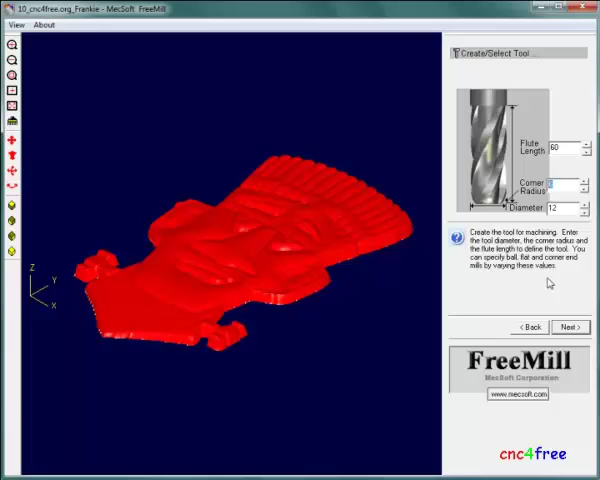 10_cnc4free.org_Frankie - MecSoft FreeMill
View About
Create/Select Tool ...
Flute Length
60
Corner Radius
Diameter
12
Create the tool for machining. Enter
the tool diameter, the corner radius and
the flute length to define the tool. You
can specify ball, flat and corner end
mills by varying these values.
< Back
Next >
FreeMill
MecSoft Corporation
www.mecsoft.com
cnc4free
Z
Y
X